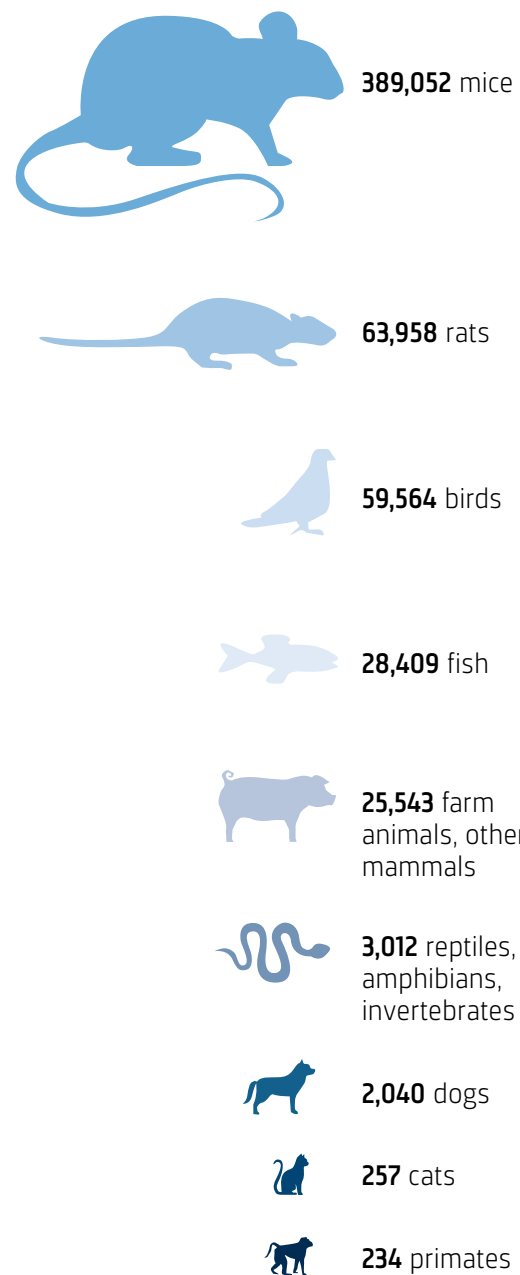 389,052 mice
63,958 rats
59,564 birds
28,409 fish
25,543 farm
animals, other
mammals
3,012 reptiles,
amphibians,
invertebrates
2,040 dogs
257 cats
234 primates